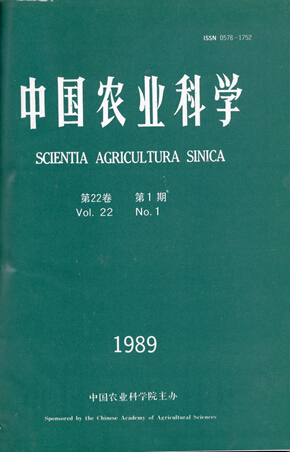 ISSN 0578-1752
中国农业科学
SCIENTIA AGRICULTURA SINICA
第22卷 第1期
Vol. 22 No.1
1989
中国农业科学院主办
Sponsored by the Chinese Academy of Agricultural Sciences